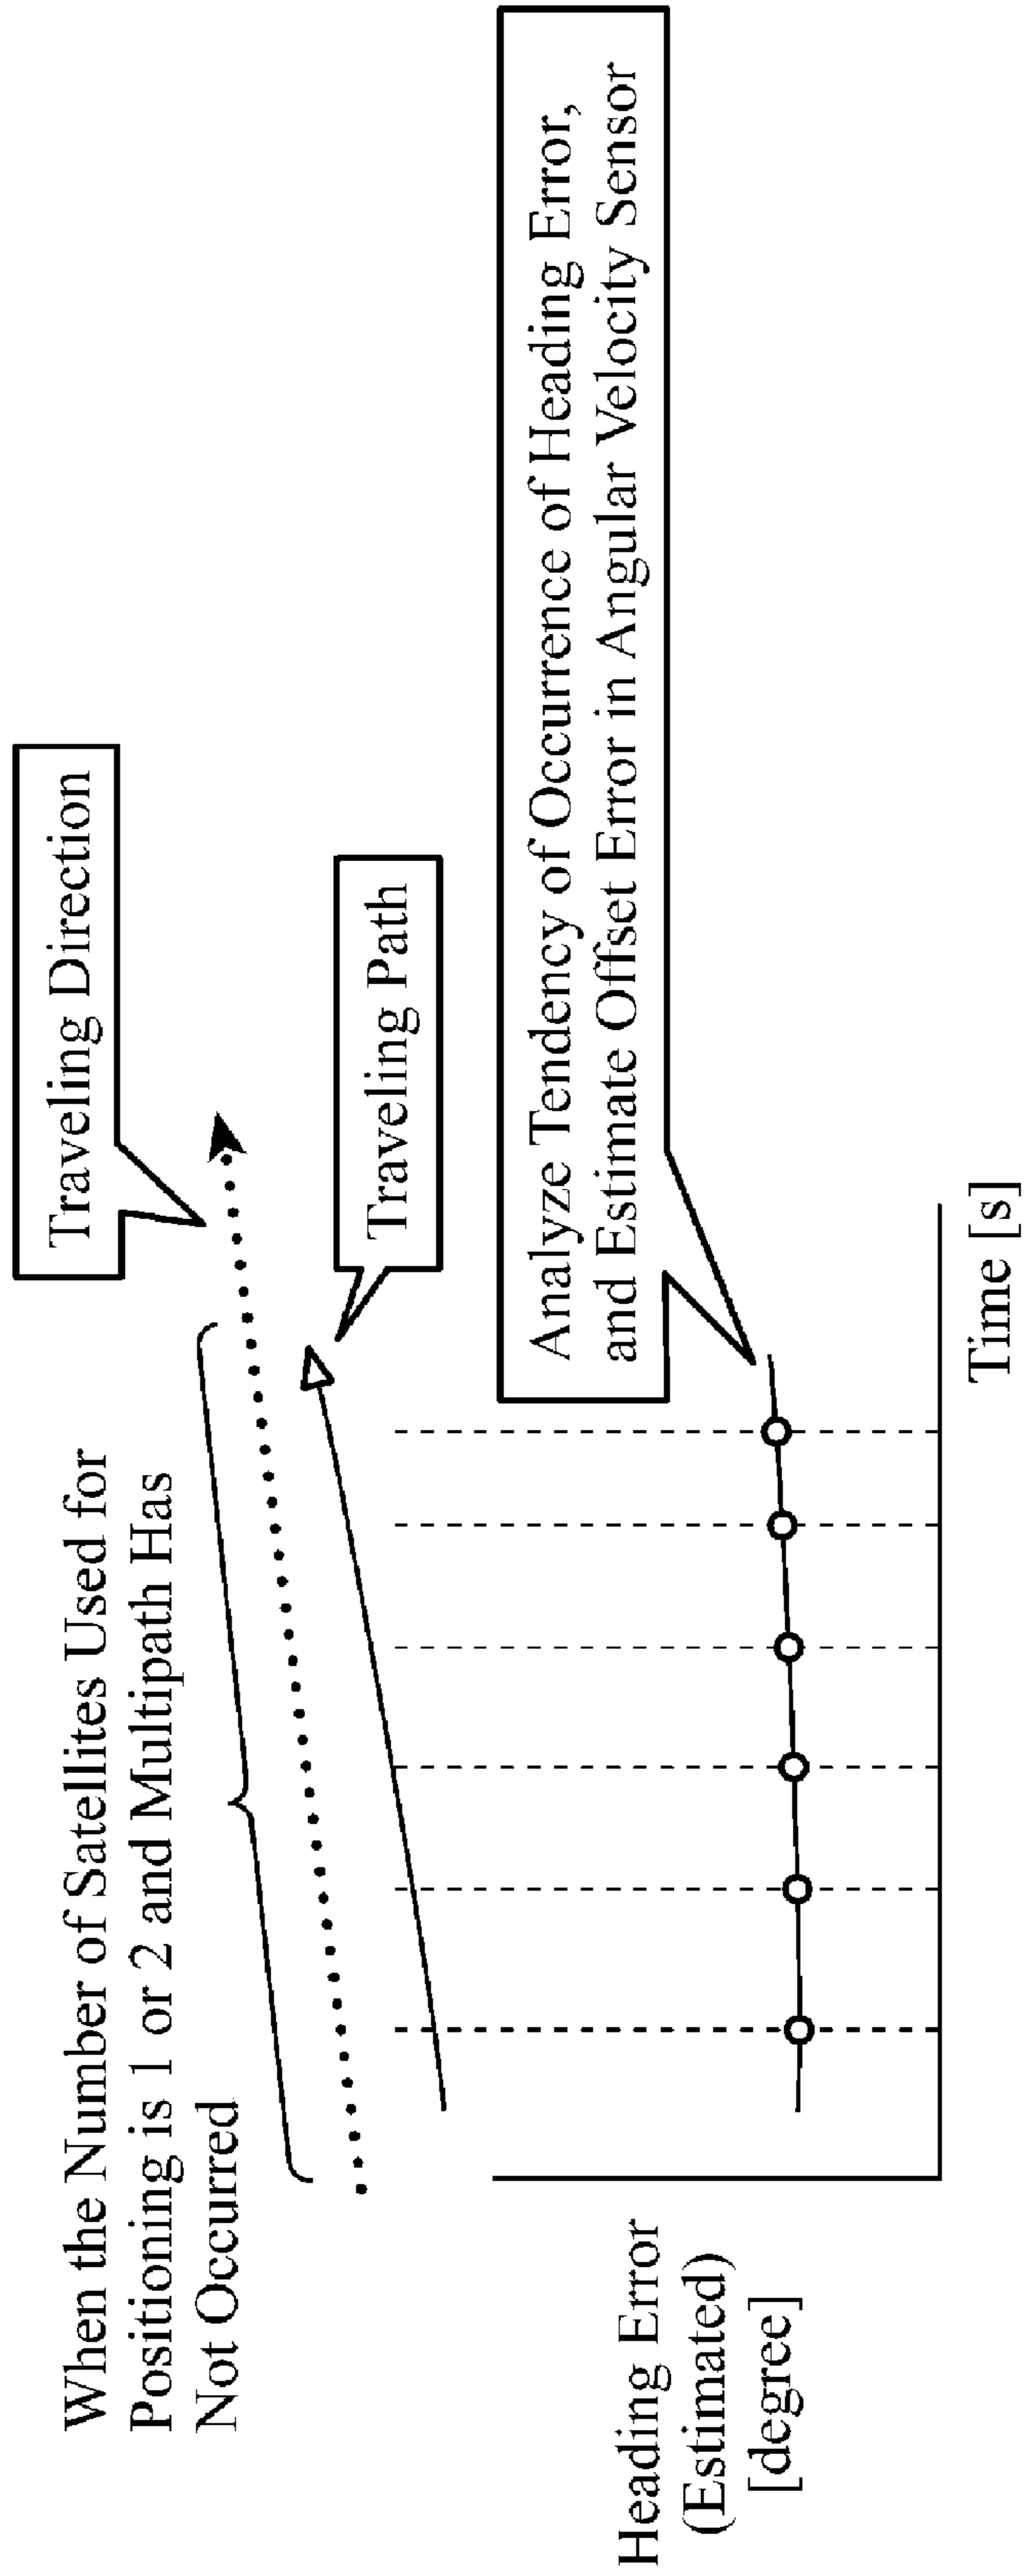 When the Number of Satellites Used for
Positioning is 1 or 2 and Multipath Has
Not Occurred
Traveling Direction
Traveling Path
Analyze Tendency of Occurrence of Heading Error,
and Estimate Offset Error in Angular Velocity Sensor
Heading Error
(Estimated)
[degree]
Time [s]